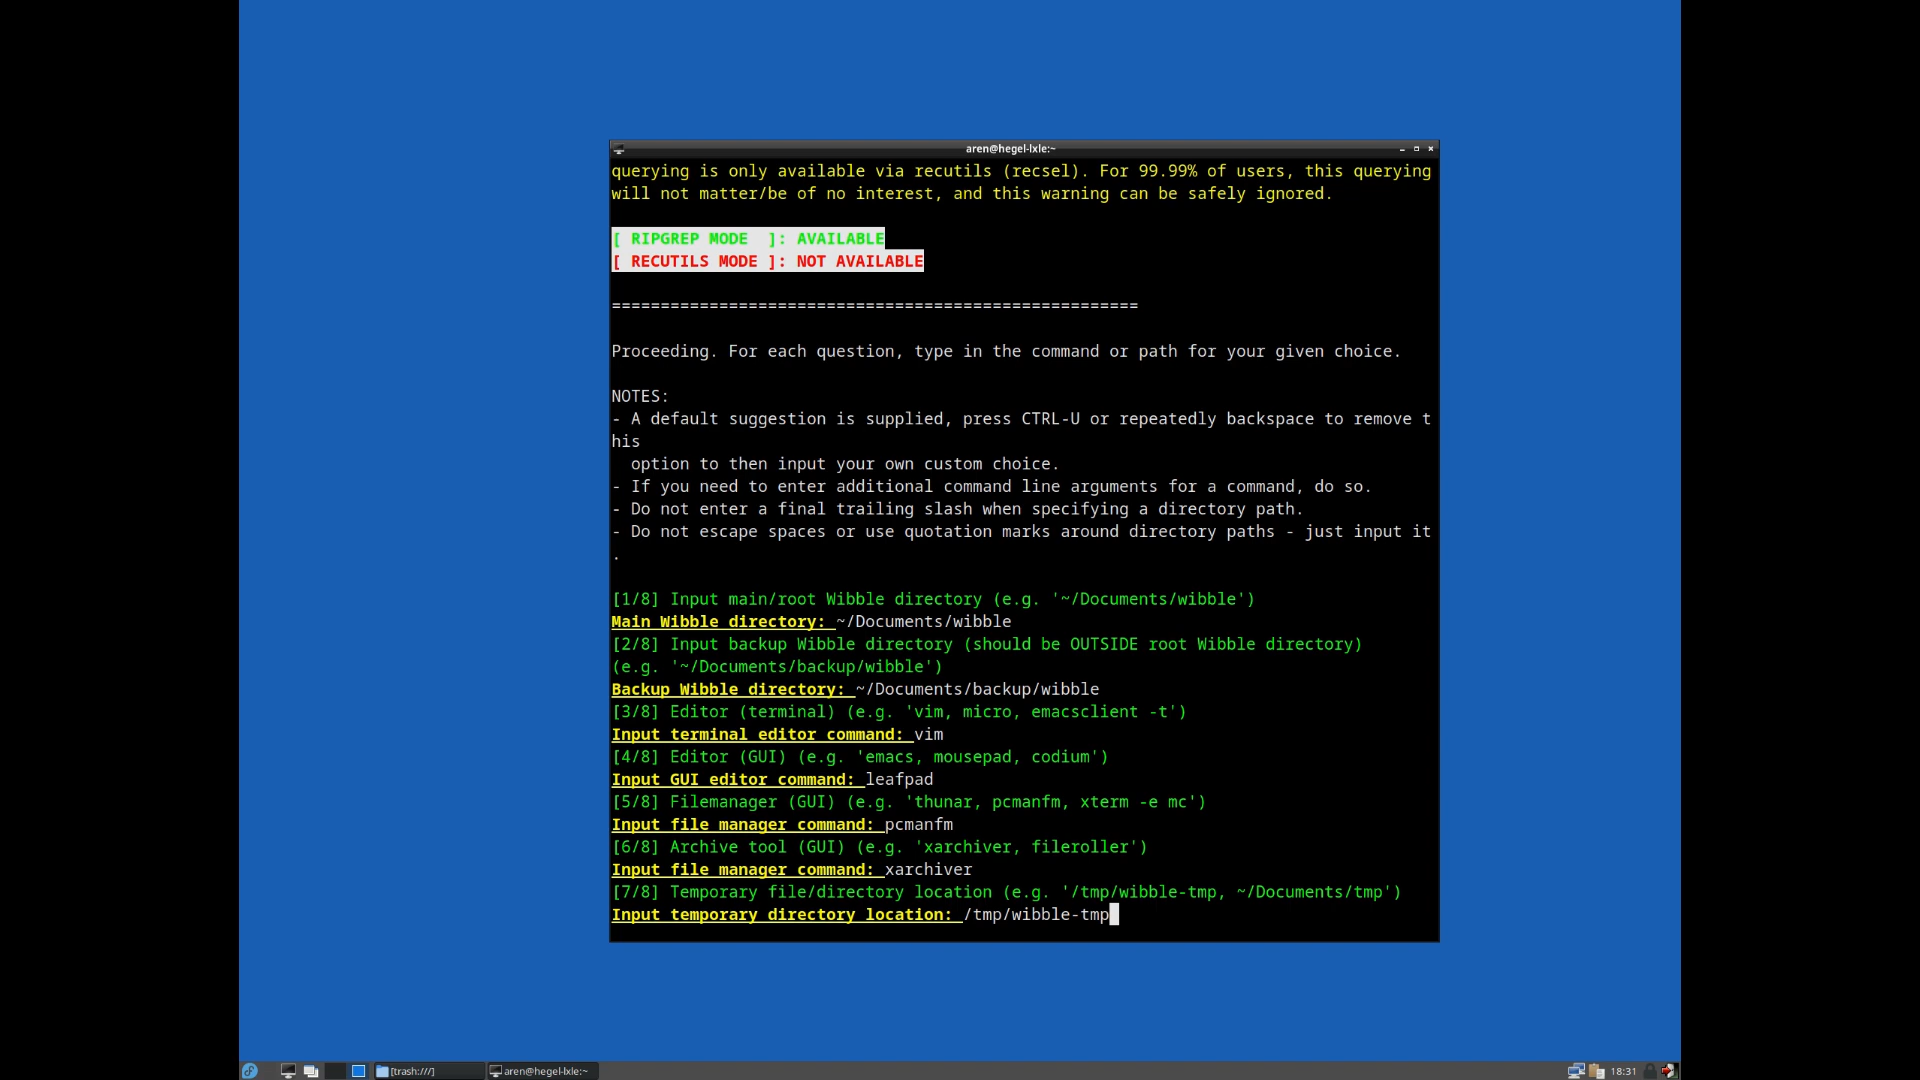 aren@hegel-lxle:~
querying is only available via recutils (recsel). For 99.99% of users, this querying
will not matter/be of no interest, and this warning can be safely ignored.
[ RIPGREP MODE  ]: AVAILABLE
[ RECUTILS MODE ]: NOT AVAILABLE
======================================================
Proceeding. For each question, type in the command or path for your given choice.
NOTES:
- A default suggestion is supplied, press CTRL-U or repeatedly backspace to remove t
his
  option to then input your own custom choice.
- If you need to enter additional command line arguments for a command, do so.
- Do not enter a final trailing slash when specifying a directory path.
- Do not escape spaces or use quotation marks around directory paths - just input it
.
[1/8] Input main/root Wibble directory (e.g. '~/Documents/wibble')
Main Wibble directory: ~/Documents/wibble
[2/8] Input backup Wibble directory (should be OUTSIDE root Wibble directory)
(e.g. '~/Documents/backup/wibble')
Backup Wibble directory: ~/Documents/backup/wibble
[3/8] Editor (terminal) (e.g. 'vim, micro, emacsclient -t')
Input terminal editor command: vim
[4/8] Editor (GUI) (e.g. 'emacs, mousepad, codium')
Input GUI editor command: leafpad
[5/8] Filemanager (GUI) (e.g. 'thunar, pcmanfm, xterm -e mc')
Input file manager command: pcmanfm
[6/8] Archive tool (GUI) (e.g. 'xarchiver, fileroller')
Input file manager command: xarchiver
[7/8] Temporary file/directory location (e.g. '/tmp/wibble-tmp, ~/Documents/tmp')
Input temporary directory location: /tmp/wibble-tmp
[trash:///]
aren@hegel-lxle:~
18:31